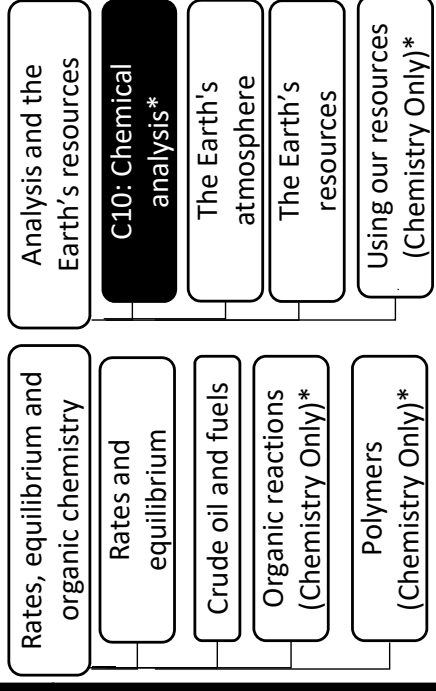 Rates, equilibrium and
organic chemistry
Rates and
equilibrium
Crude oil and fuels
Organic reactions
(Chemistry Only)*
Polymers
(Chemistry Only)*
Analysis and the
Earth’s resources
C10: Chemical
analysis*
The Earth's
atmosphere
The Earth’s
resources
Using our resources
(Chemistry Only)*